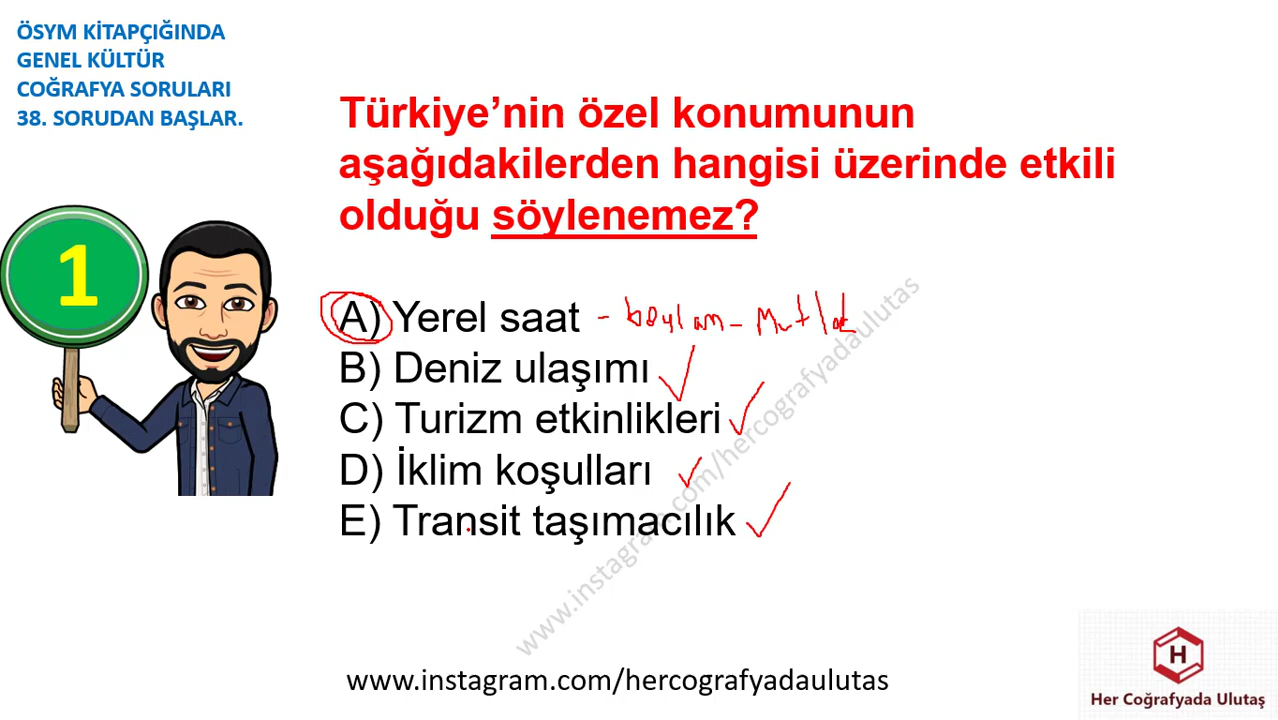 ÖSYM KİTAPÇIĞINDA
GENEL KÜLTÜR
COĞRAFYA SORULARI
38. SORUDAN BAŞLAR.
1
Türkiye’nin özel konumunun
aşağıdakilerden hangisi üzerinde etkili
olduğu söylenemez?
A) Yerel saat - boylam - Mutlak
B) Deniz ulaşımı
C) Turizm etkinlikleri
D) İklim koşulları
E) Transit taşımacılık
www.instagram.com/hercografyadaulutas
www.instagram.com/hercografyadaulutas
H
Her Coğrafyada Ulutaş